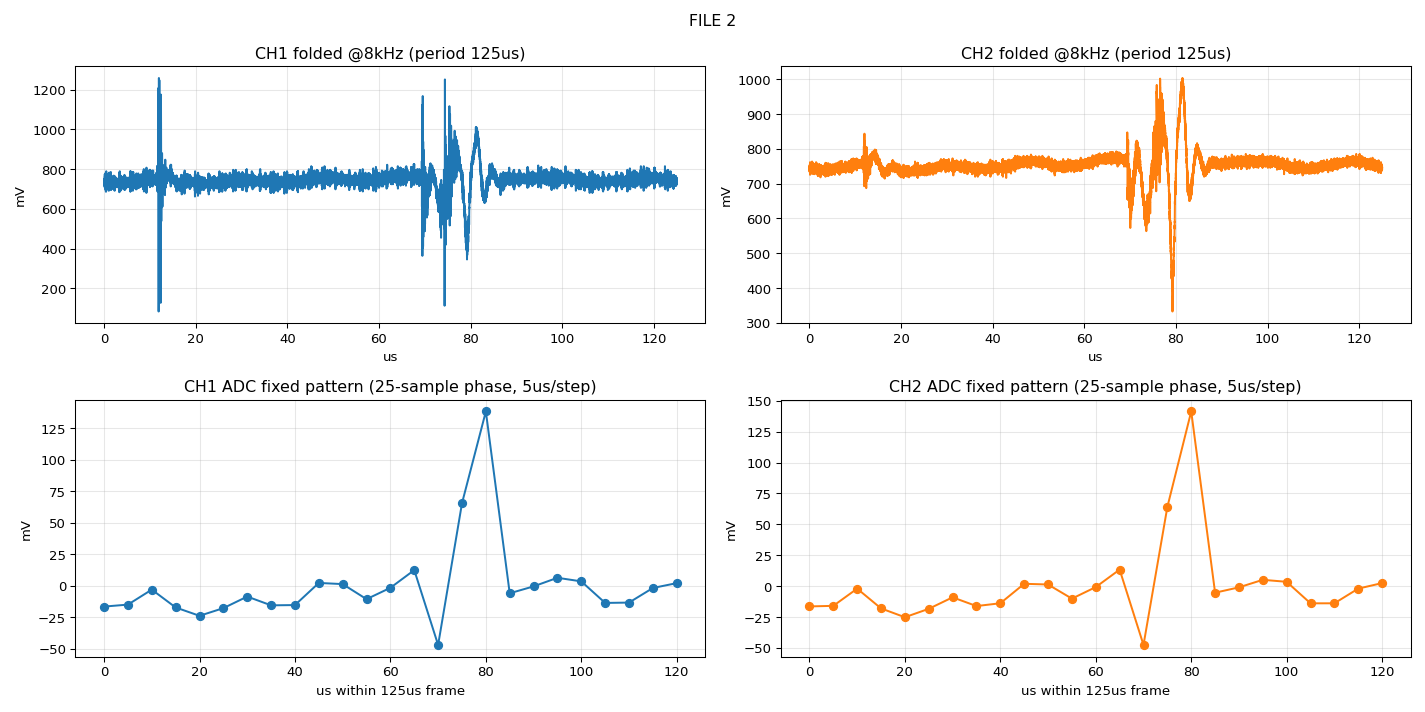 FILE 2
CH1 folded @8kHz (period 125us)
mV
1200
1000
800
600
400
200
0 20 40 60 80 100 120
us
CH2 folded @8kHz (period 125us)
mV
1000
900
800
700
600
500
400
300
0 20 40 60 80 100 120
us
CH1 ADC fixed pattern (25-sample phase, 5us/step)
mV
125
100
75
50
25
0
−25
−50
0 20 40 60 80 100 120
us within 125us frame
CH2 ADC fixed pattern (25-sample phase, 5us/step)
mV
150
125
100
75
50
25
0
−25
−50
0 20 40 60 80 100 120
us within 125us frame